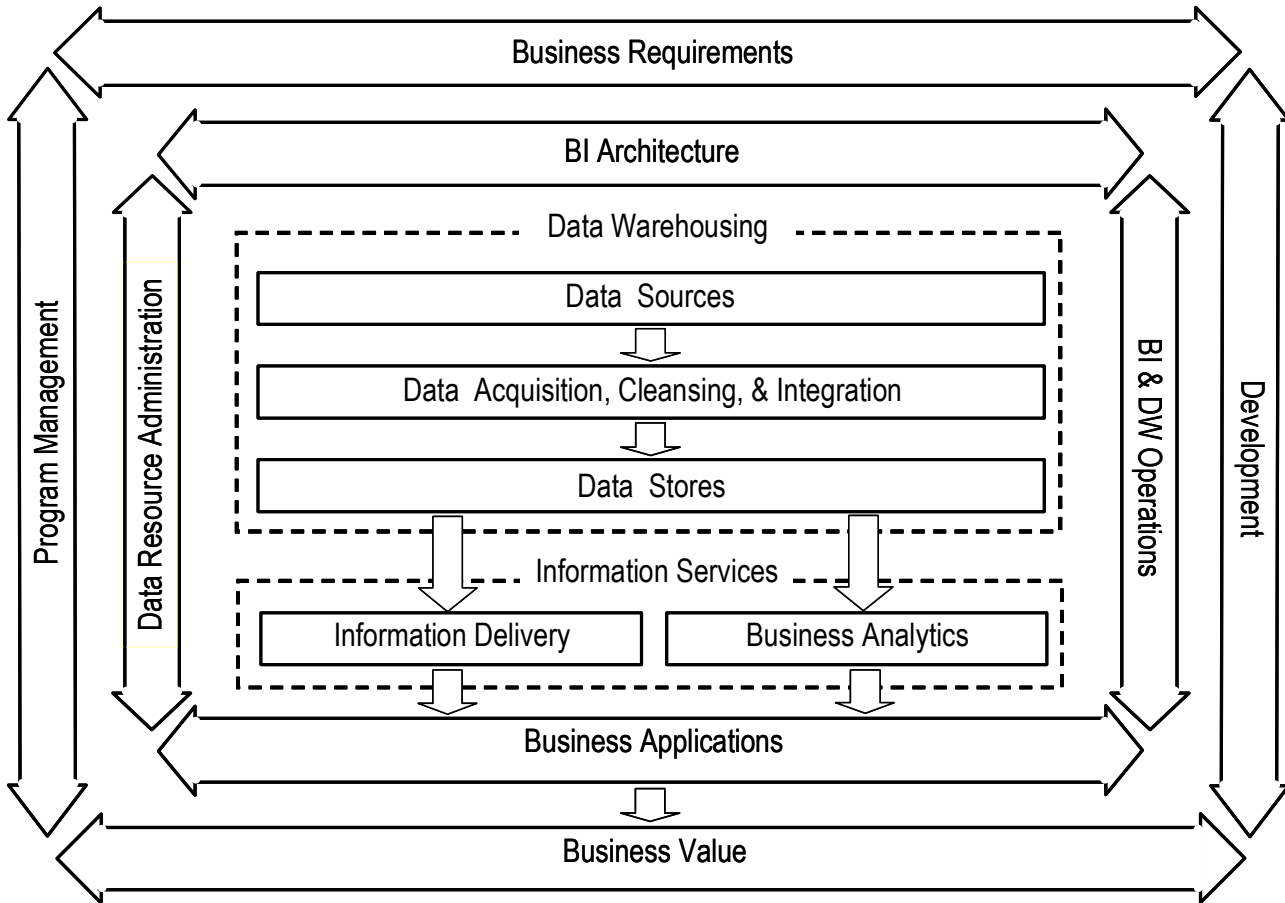 Business Requirements
BI Architecture
Data Warehousing
Data Sources
Data Acquisition, Cleansing, & Integration
Data Stores
Information Services
Information Delivery
Business Analytics
Business Applications
Business Value
Program Management
Data Resource Administration
BI & DW Operations
Development